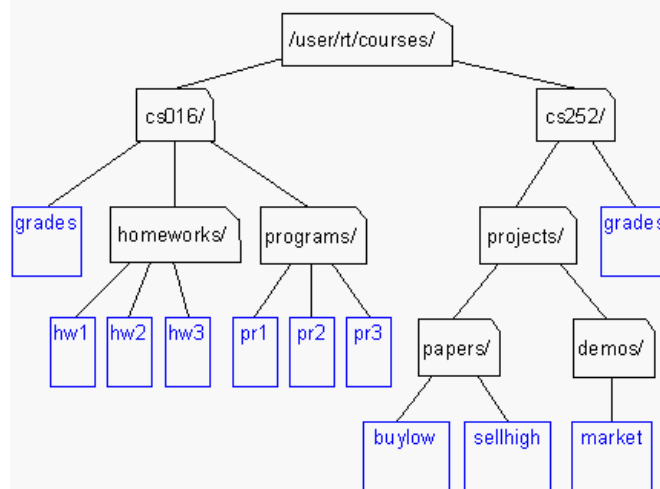 /user/rt/courses/
cs016/
cs252/
grades
homeworks/
programs/
projects/
grades
hw1
hw2
hw3
pr1
pr2
pr3
papers/
demos/
buylow
sellhigh
market